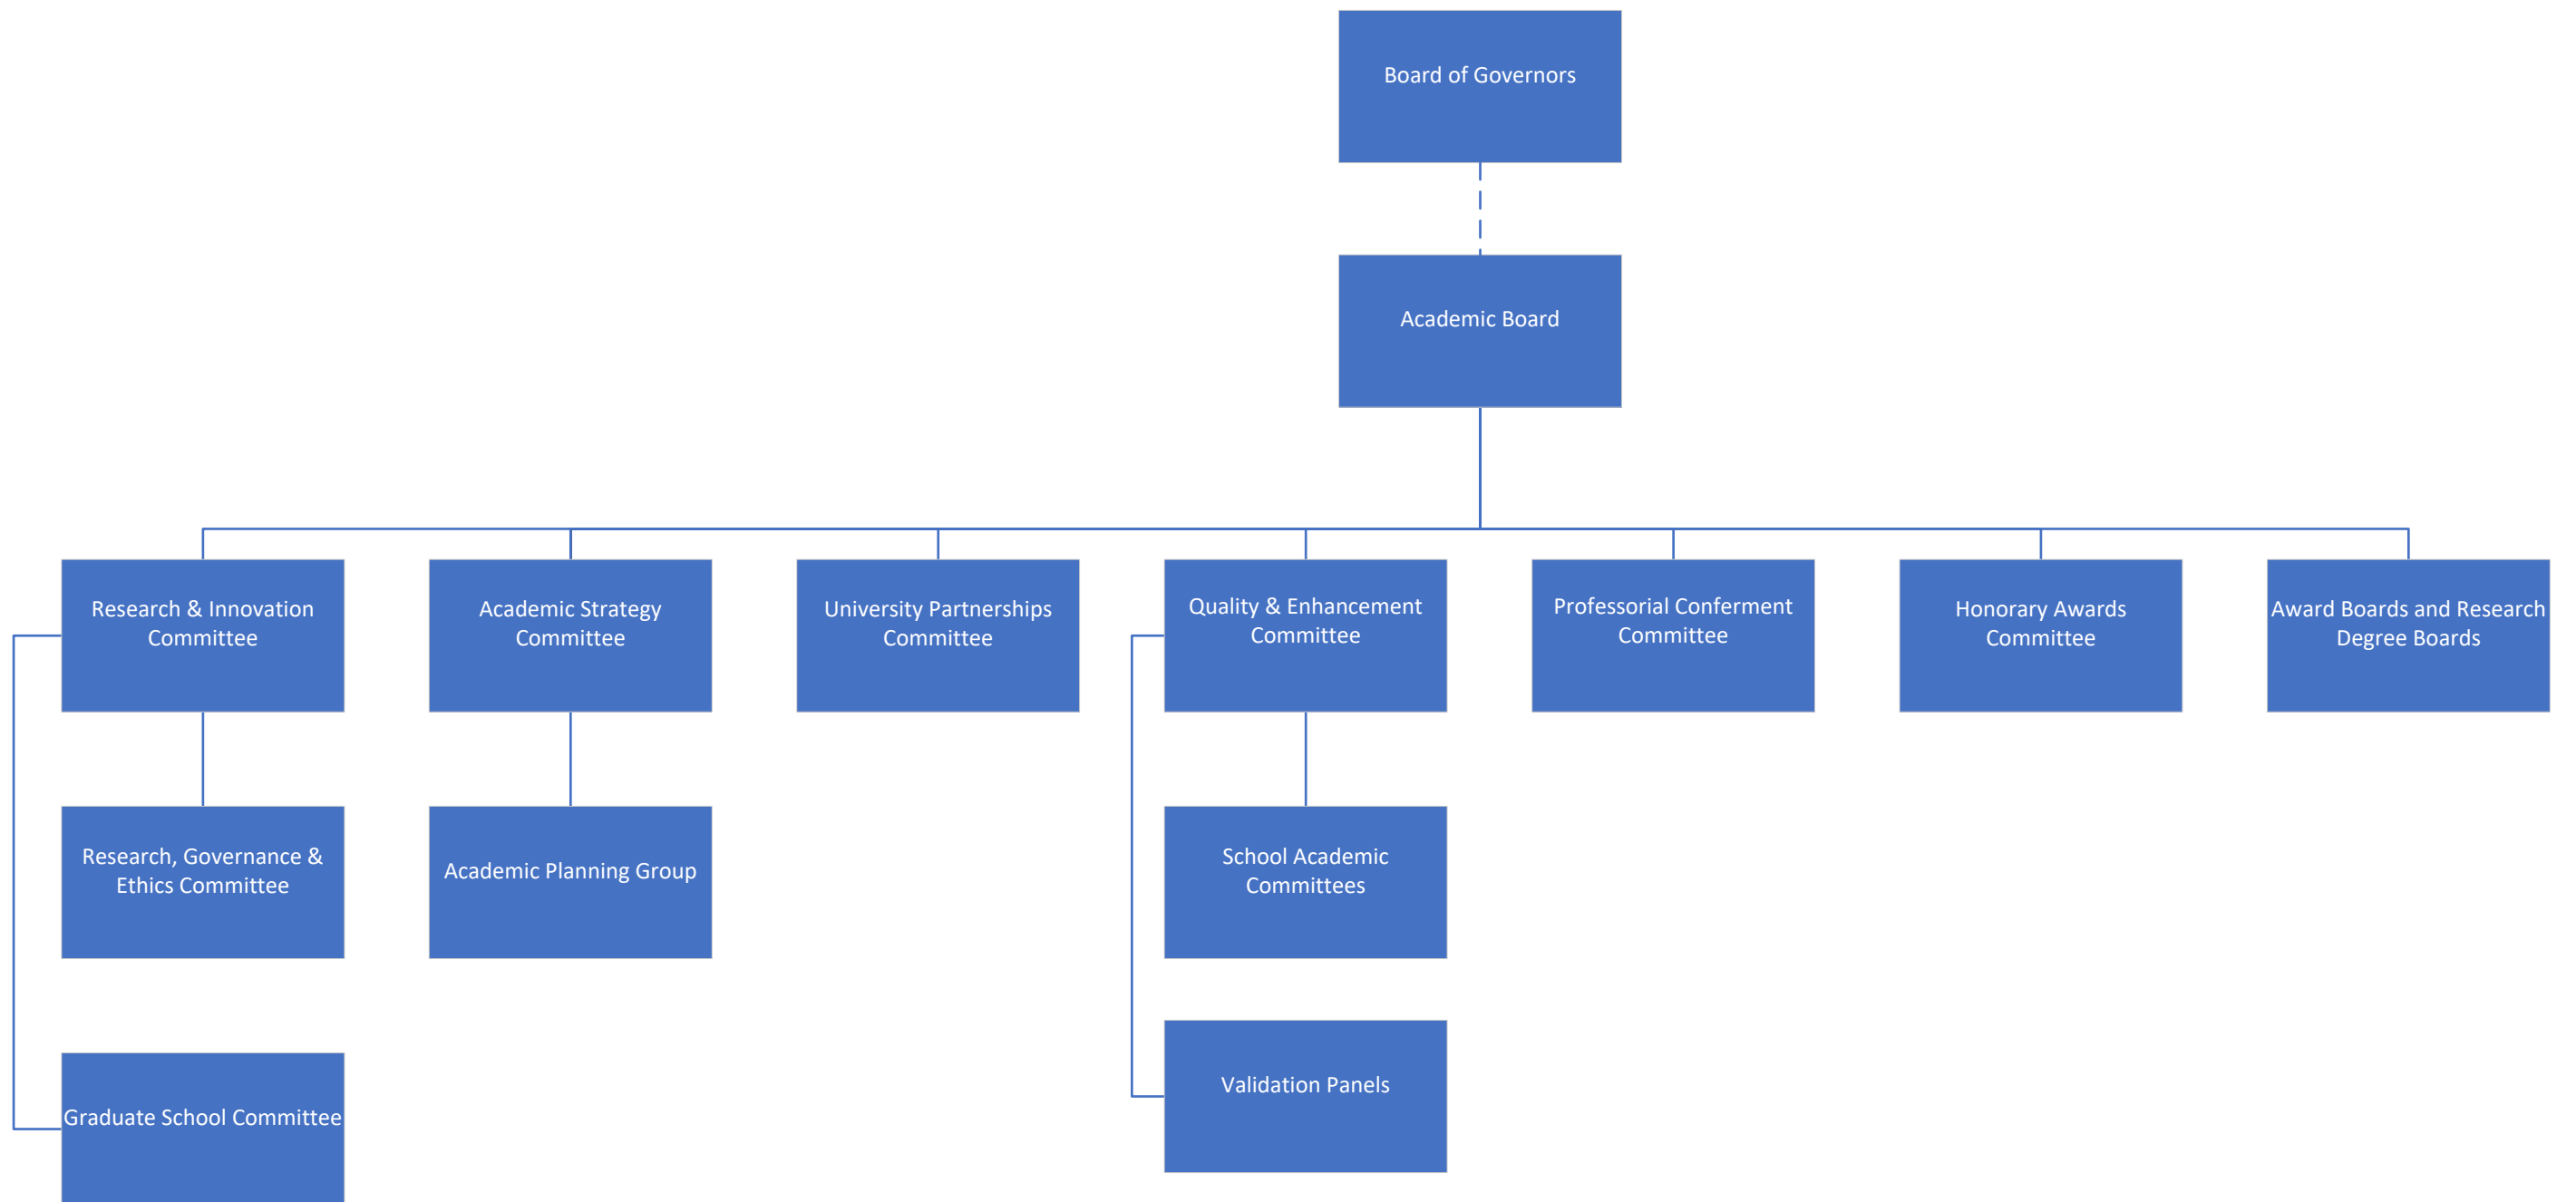 Board of Governors
Academic Board
Research & Innovation
Committee
Academic Strategy
Committee
University Partnerships
Committee
Quality & Enhancement
Committee
Professorial Conferment
Committee
Honorary Awards
Committee
Award Boards and Research
Degree Boards
Research, Governance &
Ethics Committee
Academic Planning Group
School Academic
Committees
Graduate School Committee
Validation Panels